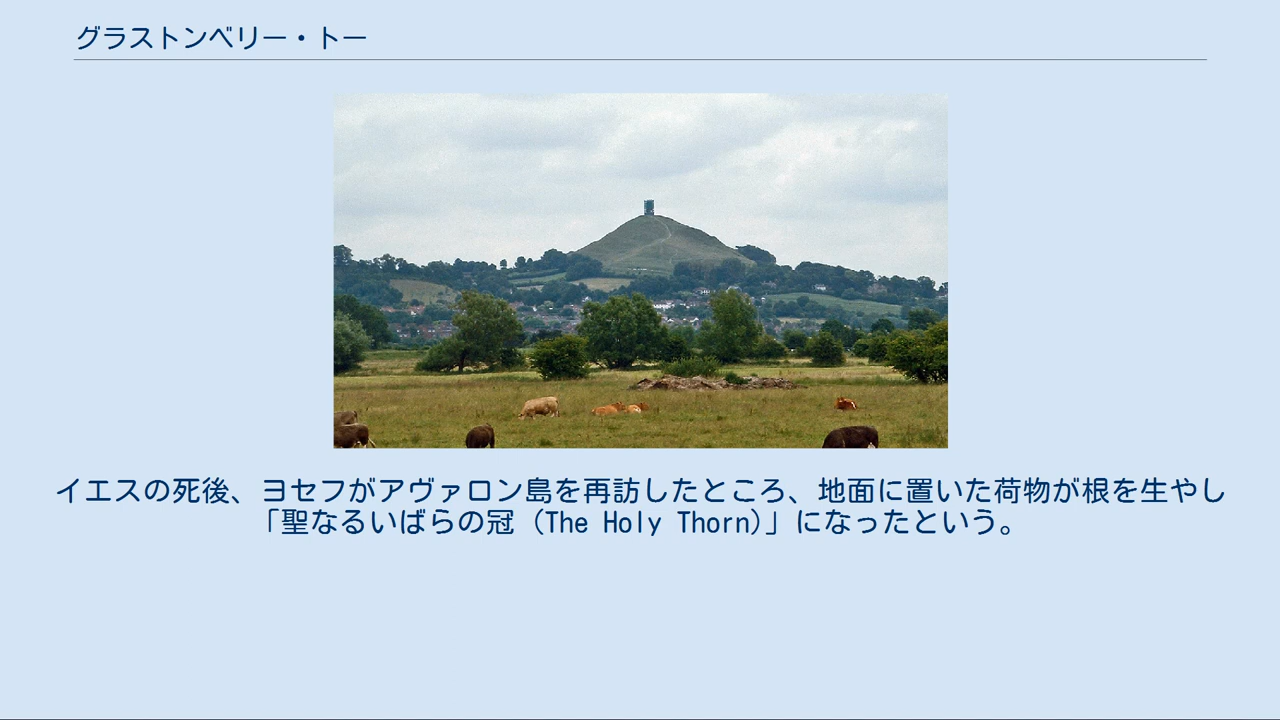 グラストンベリー・トー
イエスの死後、ヨセフがアヴァロン島を再訪したところ、地面に置いた荷物が根を生やし
「聖なるいばらの冠（The Holy Thorn)」になったという。